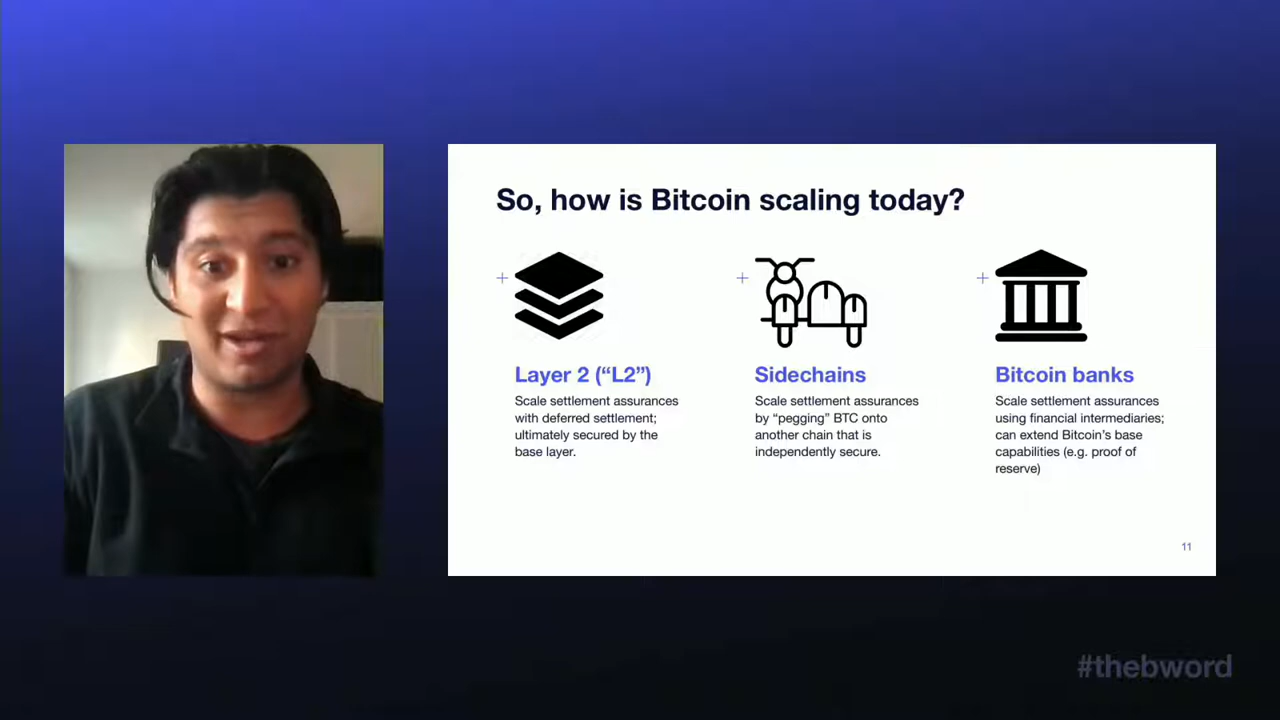 So, how is Bitcoin scaling today?
Layer 2 (“L2”)
Scale settlement assurances
with deferred settlement;
ultimately secured by the
base layer.
Sidechains
Scale settlement assurances
by “pegging” BTC onto
another chain that is
independently secure.
Bitcoin banks
Scale settlement assurances
using financial intermediaries;
can extend Bitcoin’s base
capabilities (e.g. proof of
reserve)
11
#thebword